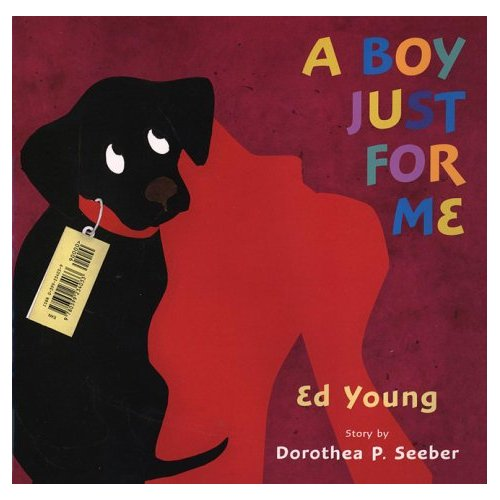 A BOY
JUST
FOR
ME
Ed Young
Story by
Dorothea P. Seeber